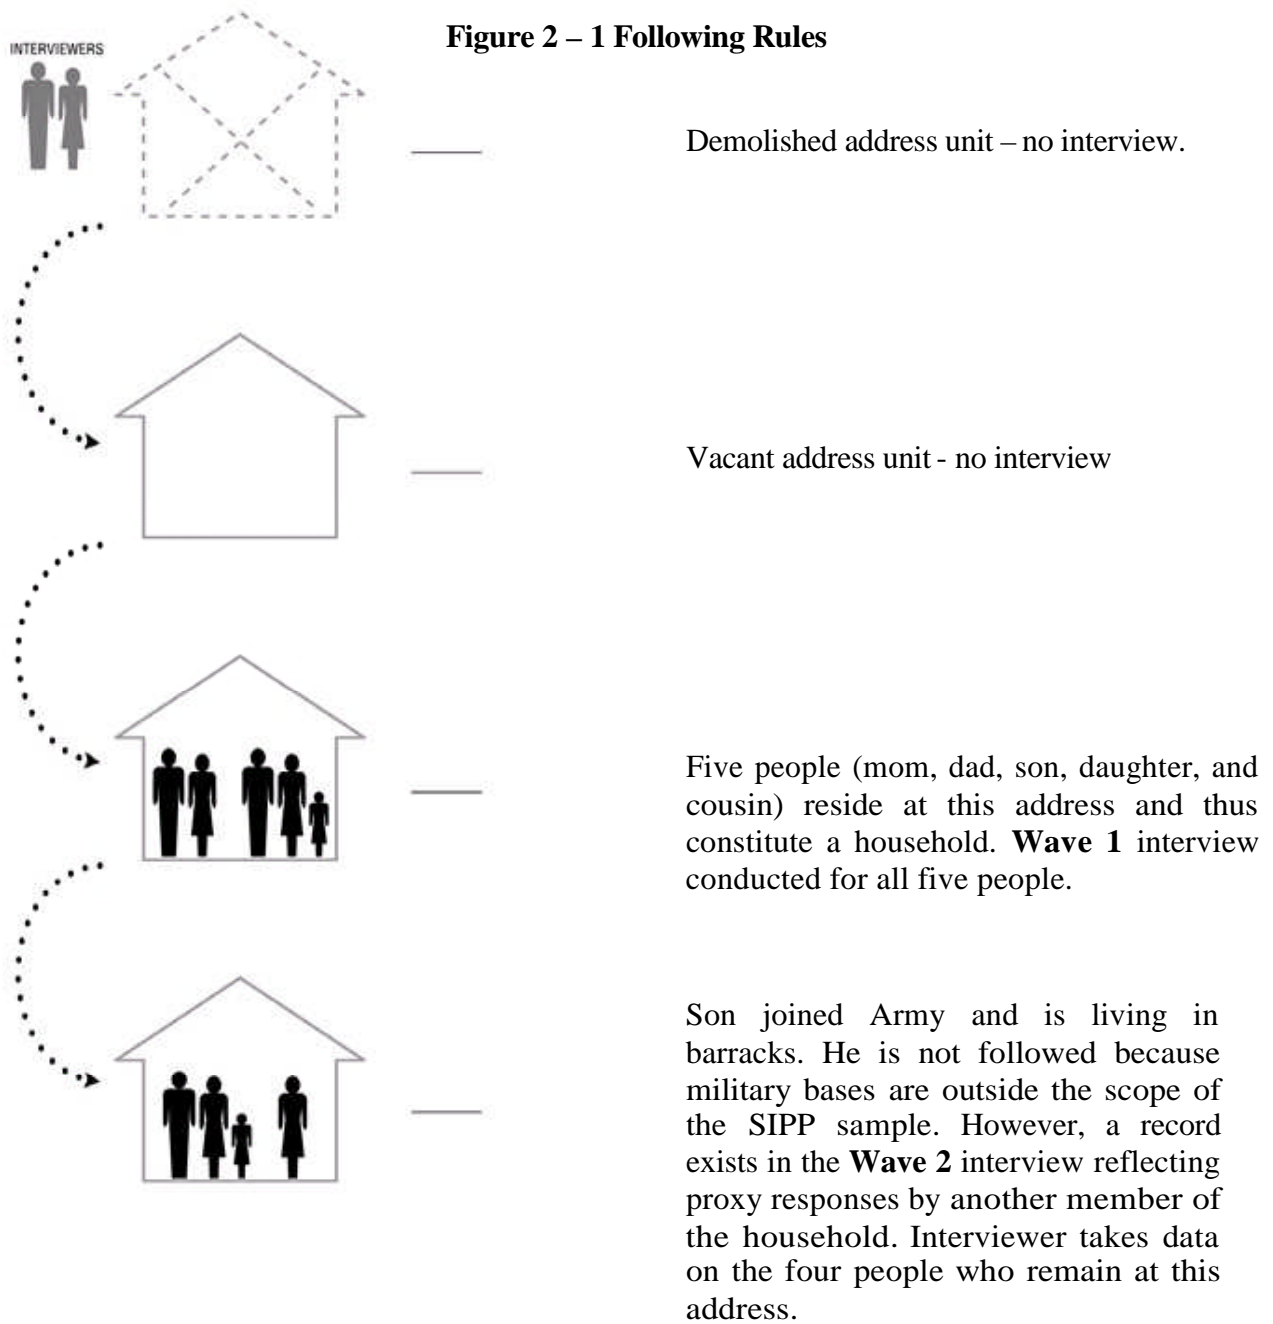 Figure 2 – 1 Following Rules
INTERVIEWERS
Demolished address unit – no interview.
Vacant address unit - no interview
Five people (mom, dad, son, daughter, and
cousin) reside at this address and thus
constitute a household. Wave 1 interview
conducted for all five people.
Son joined Army and is living in
barracks. He is not followed because
military bases are outside the scope of
the SIPP sample. However, a record
exists in the Wave 2 interview reflecting
proxy responses by another member of
the household. Interviewer takes data
on the four people who remain at this
address.